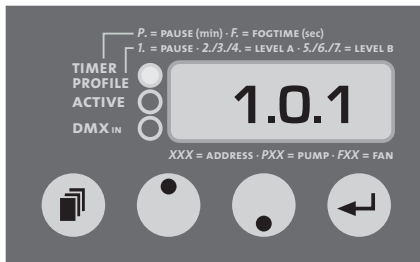 P. = PAUSE (min) · F. = FOGTIME (sec)
1. = PAUSE · 2./3./4. = LEVEL A · 5./6./7. = LEVEL B
TIMER
PROFILE
ACTIVE
DMX IN
1.0.1
XXX = ADDRESS · PXX = PUMP · FXX = FAN